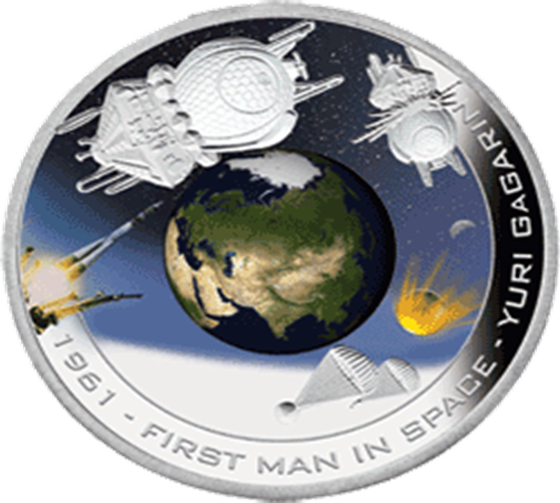 1961 - FIRST MAN IN SPACE - YURI GAGARIN